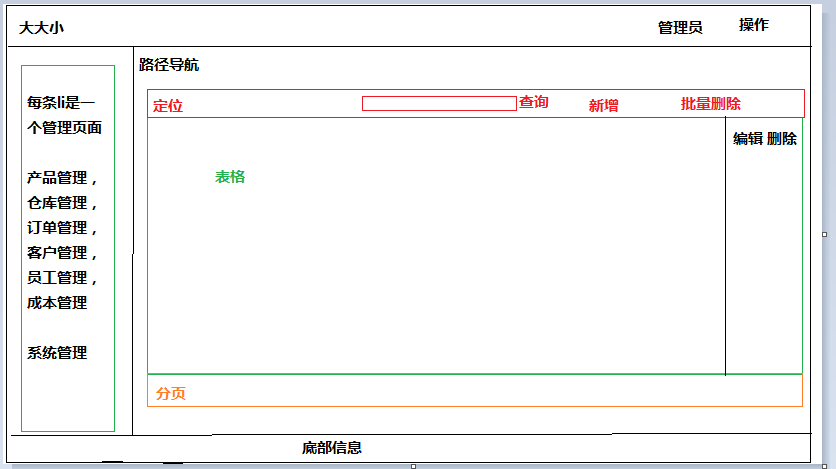 大大小
管理员 操作
每条li是一
个管理页面
产品管理，
仓库管理，
订单管理，
客户管理，
员工管理，
成本管理
系统管理
路径导航
定位 查询 新增 批量删除
编辑 删除
表格
分页
底部信息